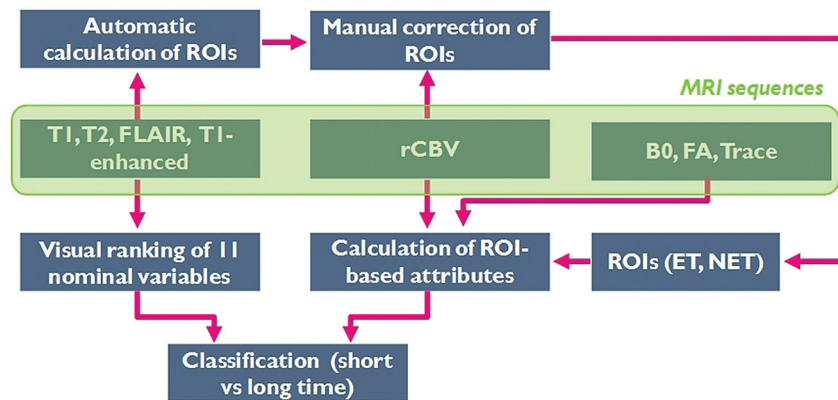 Automatic
calculation of ROIs
Manual correction of
ROIs
MRI sequences
T1,T2, FLAIR, T1-
enhanced
rCBV
B0, FA, Trace
Visual ranking of 11
nominal variables
Calculation of ROI-
based attributes
ROIs (ET, NET)
Classification (short
vs long time)